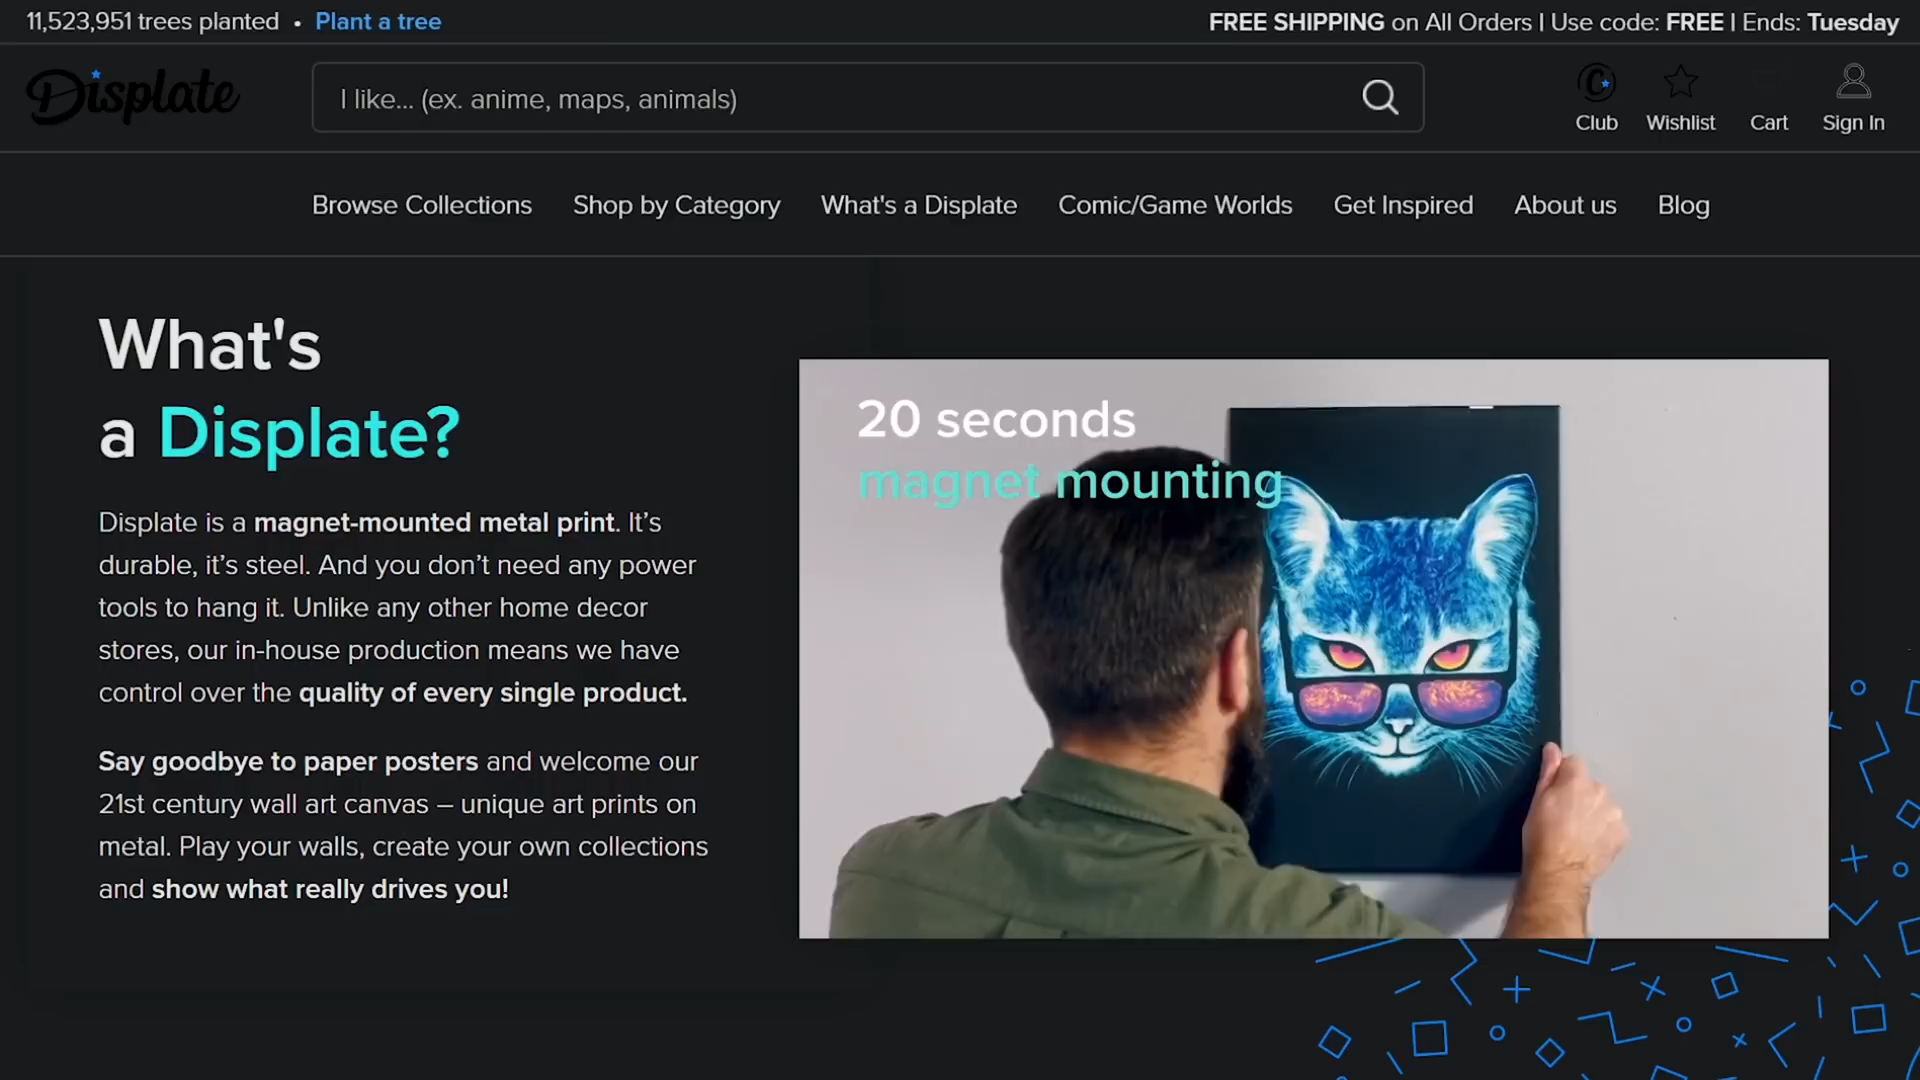 11,523,951 trees planted • Plant a tree
FREE SHIPPING on All Orders | Use code: FREE | Ends: Tuesday
Displate
I like... (ex. anime, maps, animals)
Club
Wishlist
Cart
Sign In
Browse Collections
Shop by Category
What's a Displate
Comic/Game Worlds
Get Inspired
About us
Blog
What's
a Displate?
Displate is a magnet-mounted metal print. It’s
durable, it’s steel. And you don’t need any power
tools to hang it. Unlike any other home decor
stores, our in-house production means we have
control over the quality of every single product.
Say goodbye to paper posters and welcome our
21st century wall art canvas – unique art prints on
metal. Play your walls, create your own collections
and show what really drives you!
20 seconds
magnet mounting